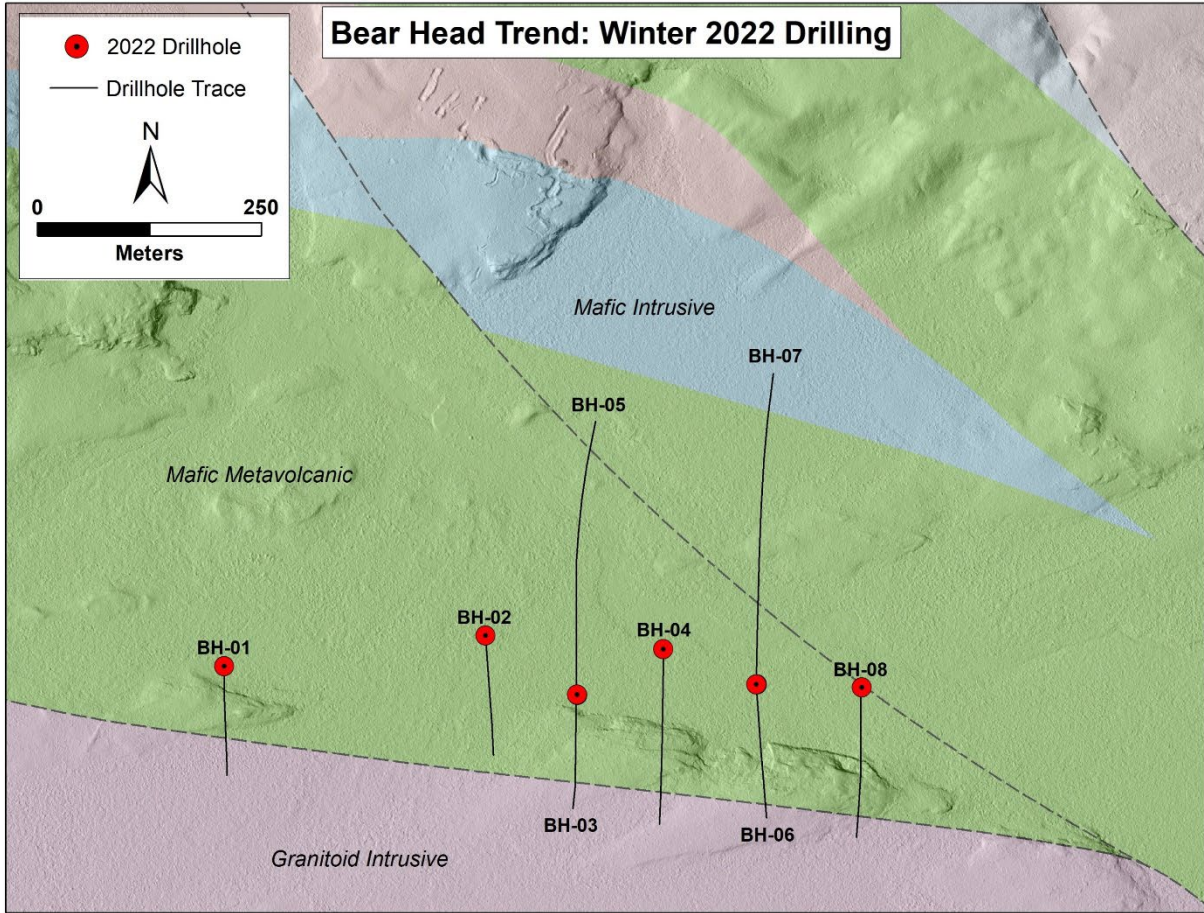 Bear Head Trend: Winter 2022 Drilling
2022 Drillhole
Drillhole Trace
N
0 250
Meters
Mafic Intrusive
BH-07
BH-05
Mafic Metavolcanic
BH-02
BH-04
BH-01
BH-08
BH-03
BH-06
Granitoid Intrusive